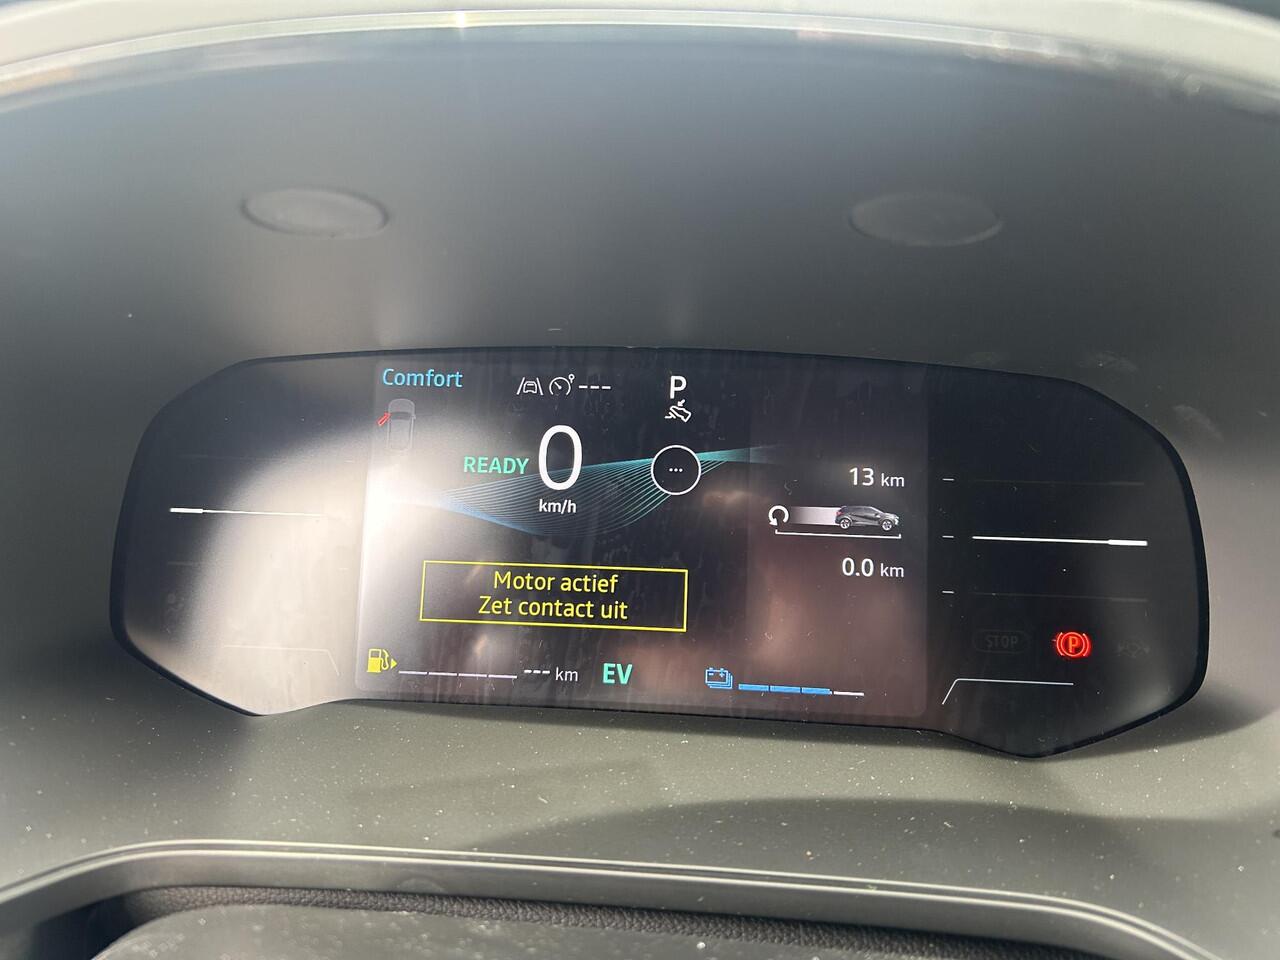 Comfort
---
P
READY
0
km/h
...
13 km
0.0 km
Motor actief
Zet contact uit
--- km
EV
STOP
P